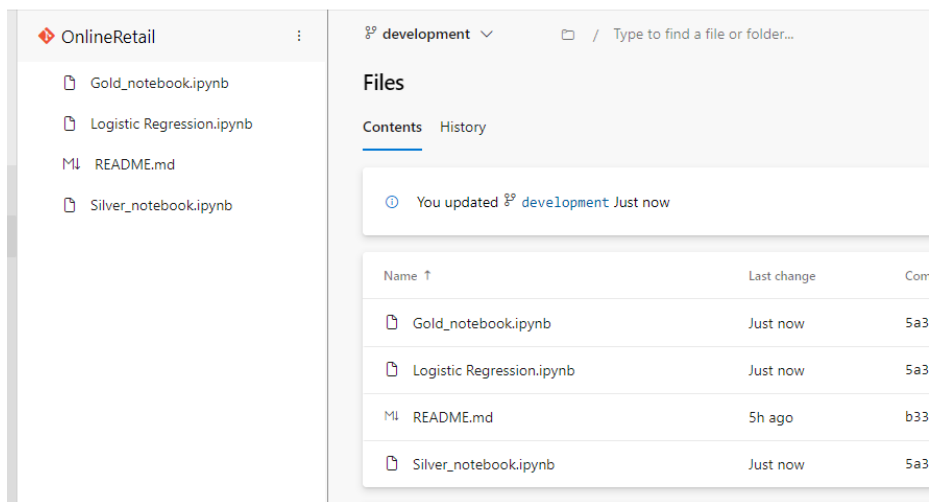 OnlineRetail
Gold_notebook.ipynb
Logistic Regression.ipynb
README.md
Silver_notebook.ipynb
development
/ Type to find a file or folder...
Files
Contents History
You updated development Just now
Name ↑ Last change Com
Gold_notebook.ipynb Just now 5a3
Logistic Regression.ipynb Just now 5a3
M↓ README.md 5h ago b33
Silver_notebook.ipynb Just now 5a3